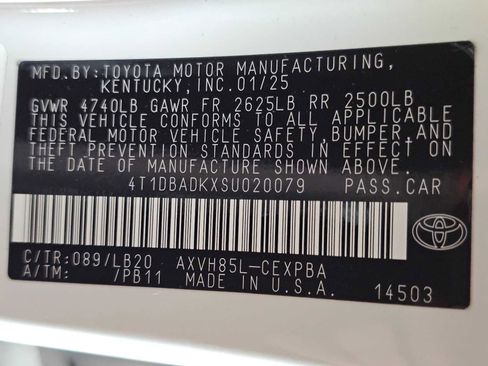 MFD.BY:TOYOTA MOTOR MANUFACTURING,
KENTUCKY,INC.01/25
GVWR 4740LB GAWR FR 2625LB RR 2500LB
THIS VEHICLE CONFORMS TO ALL APPLICABLE
FEDERAL MOTOR VEHICLE SAFETY,BUMPER,AND
THEFT PREVENTION STANDARDS IN EFFECT ON
THE DATE OF MANUFACTURE SHOWN ABOVE.
4T1DBADKXSU020079 PASS.CAR
C/TR:089/LB20 AXVH85L-CEXPBA
A/TM: /PB11 MADE IN U.S.A. 14503